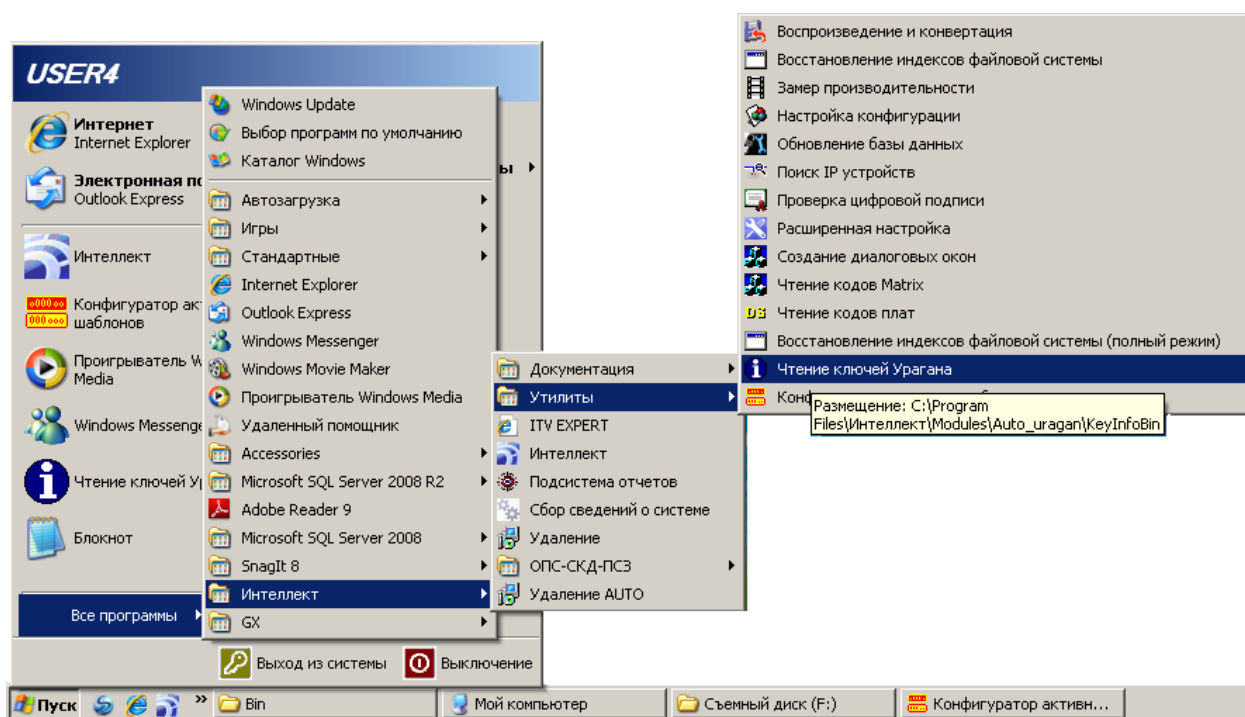 USER4
Интернет
Internet Explorer
Электронная по
Outlook Express
Интеллект
Конфигуратор ак
шаблонов
Проигрыватель W
Media
Windows Messenge
Чтение ключей У
Блокнот
Все программы
ы
Windows Update
Выбор программ по умолчанию
Каталог Windows
Автозагрузка
Игры
Стандартные
Internet Explorer
Outlook Express
Windows Messenger
Windows Movie Maker
Проигрыватель Windows Media
Удаленный помощник
Accessories
Microsoft SQL Server 2008 R2
Adobe Reader 9
Microsoft SQL Server 2008
SnagIt 8
Интеллект
GX
Документация
Утилиты
ITV EXPERT
Интеллект
Подсистема отчетов
Сбор сведений о системе
Удаление
ОПС-СКД-ПСЗ
Удаление AUTO
Воспроизведение и конвертация
Восстановление индексов файловой системы
Замер производительности
Настройка конфигурации
Обновление базы данных
Поиск IP устройств
Проверка цифровой подписи
Расширенная настройка
Создание диалоговых окон
Чтение кодов Matrix
Чтение кодов плат
Восстановление индексов файловой системы (полный режим)
Чтение ключей Урагана
Конф
Размещение: C:\Program
Files\Интеллект\Modules\Auto_uragan\KeyInfoBin
Выход из системы
Выключение
Пуск
»
Bin
Мой компьютер
Съемный диск (F:)
Конфигуратор активн...